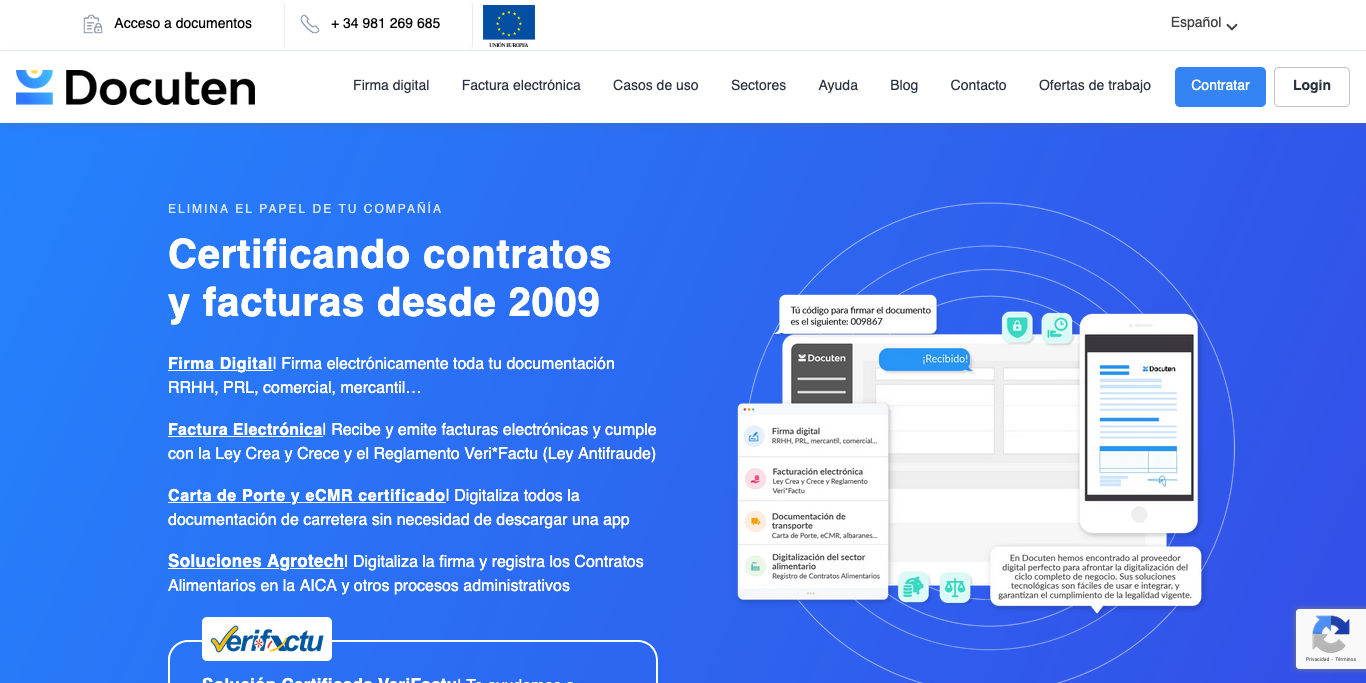 Acceso a documentos
+ 34 981 269 685
UNIÓN EUROPEA
Español
Docuten
Firma digital
Factura electrónica
Casos de uso
Sectores
Ayuda
Blog
Contacto
Ofertas de trabajo
Contratar
Login
ELIMINA EL PAPEL DE TU COMPAÑÍA
Certificando contratos
y facturas desde 2009
Firma Digital| Firma electrónicamente toda tu documentación
RRHH, PRL, comercial, mercantil…
Factura Electrónica| Recibe y emite facturas electrónicas y cumple
con la Ley Crea y Crece y el Reglamento Veri*Factu (Ley Antifraude)
Carta de Porte y eCMR certificado| Digitaliza todos la
documentación de carretera sin necesidad de descargar una app
Soluciones Agrotech| Digitaliza la firma y registra los Contratos
Alimentarios en la AICA y otros procesos administrativos
Verifactu
Solución Certificada VeriFactu| Te ayudamos a
Tú código para firmar el documento
es el siguiente: 009867
Docuten
¡Recibido!
Docuten
Firma digital
RRHH, PRL, mercantil, comercial...
Facturación electrónica
Ley Crea y Crece y Reglamento
Veri*Factu
Documentación de
transporte
Carta de Porte, eCMR, albaranes...
Digitalización del sector
alimentario
Registro de Contratos Alimentarios
...
En Docuten hemos encontrado al proveedor
digital perfecto para afrontar la digitalización del
ciclo completo de negocio. Sus soluciones
tecnológicas son fáciles de usar e integrar, y
garantizan el cumplimiento de la legalidad vigente.
Privacidad - Términos